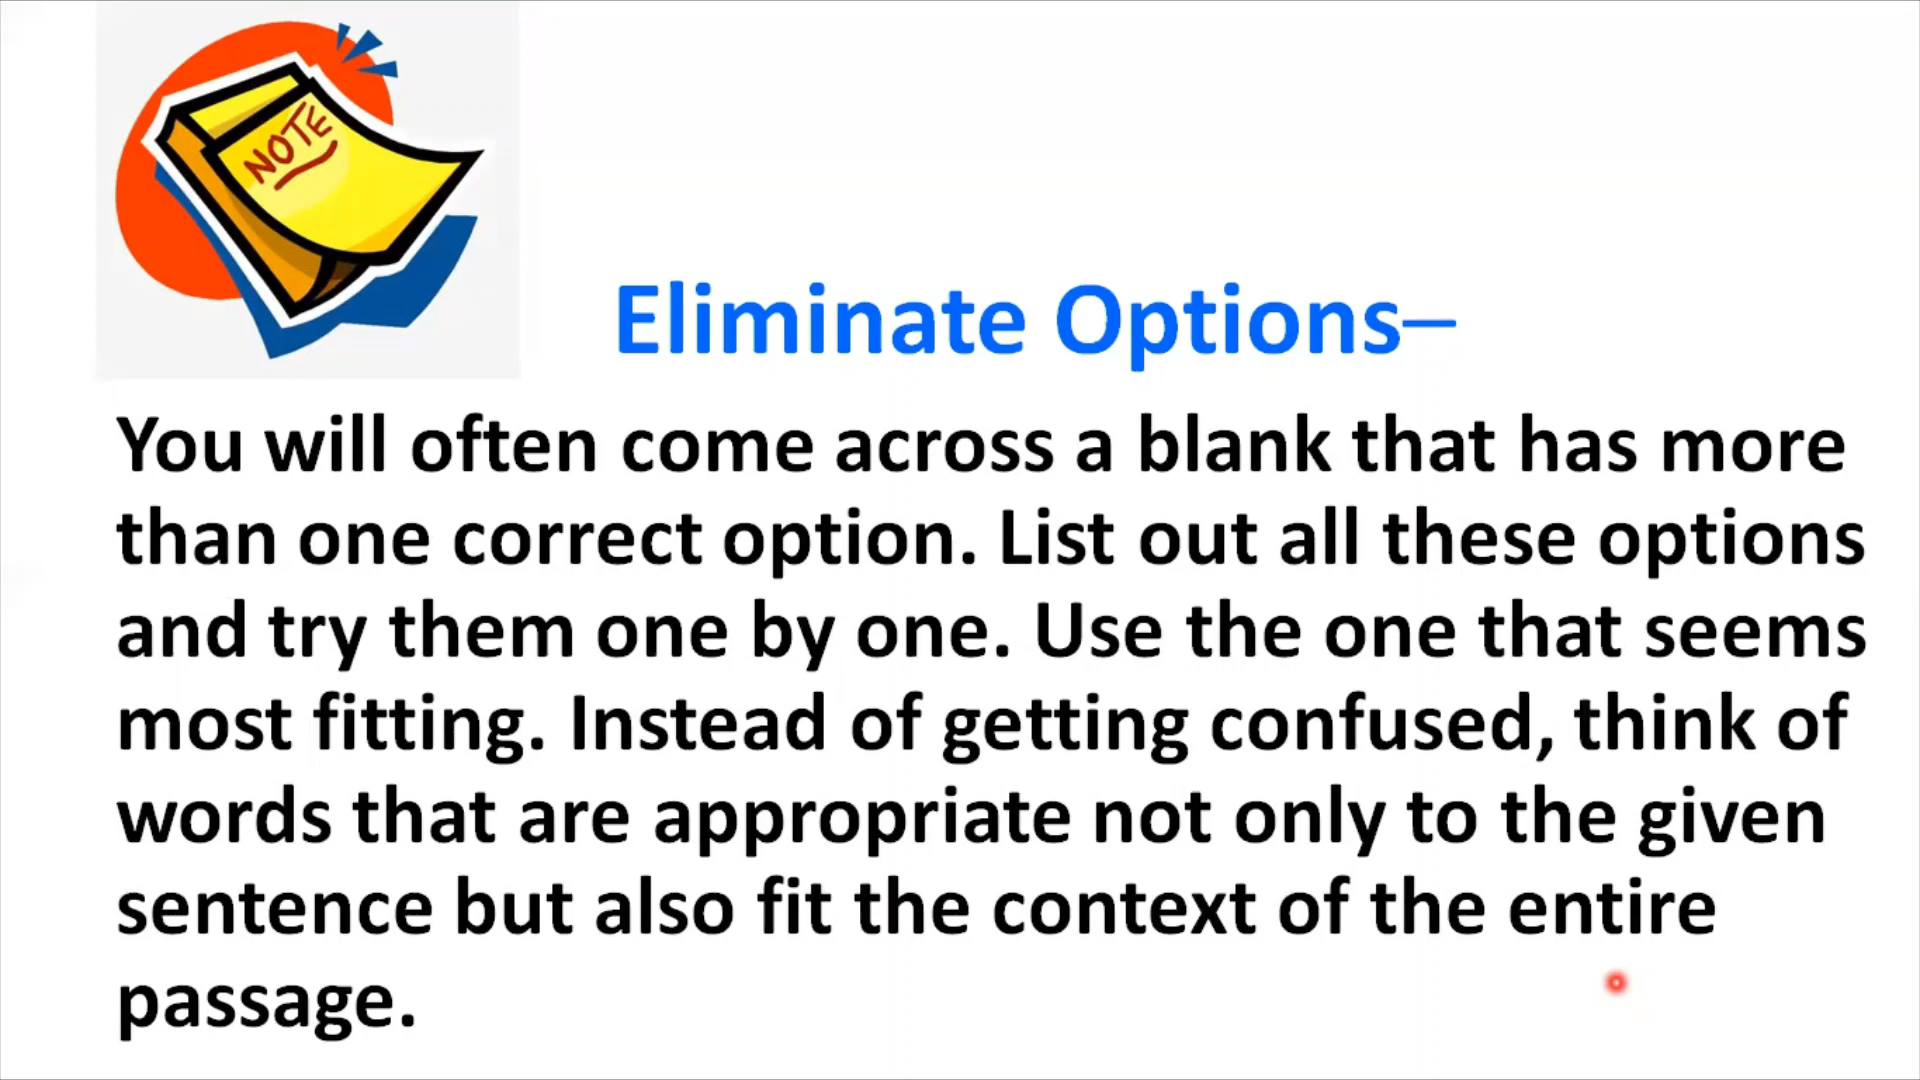 NOTE
Eliminate Options–
You will often come across a blank that has more
than one correct option. List out all these options
and try them one by one. Use the one that seems
most fitting. Instead of getting confused, think of
words that are appropriate not only to the given
sentence but also fit the context of the entire
passage.